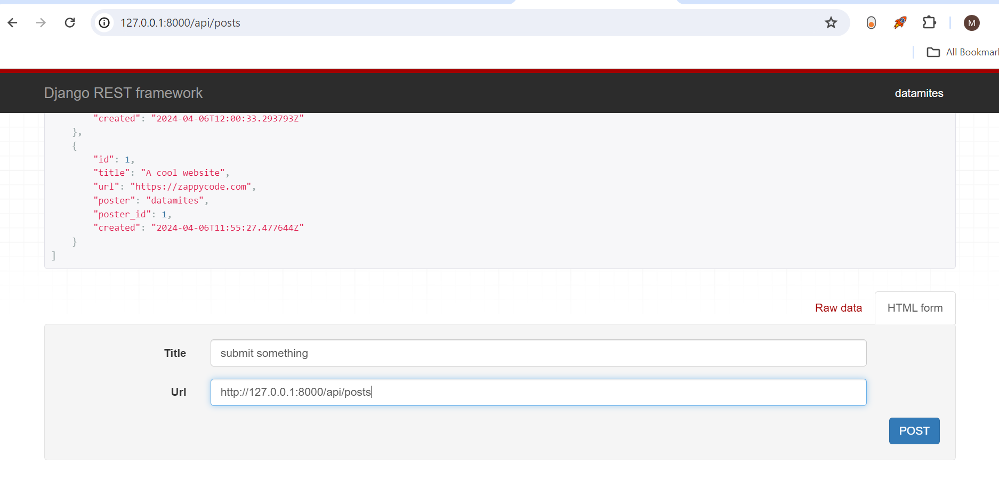 127.0.0.1:8000/api/posts
M
All Bookmar
Django REST framework
datamites
"created": "2024-04-06T12:00:33.293793Z"
},
{
"id": 1,
"title": "A cool website",
"url": "https://zappycode.com",
"poster": "datamites",
"poster_id": 1,
"created": "2024-04-06T11:55:27.477644Z"
}
]
Raw data
HTML form
Title
submit something
Url
http://127.0.0.1:8000/api/posts
POST